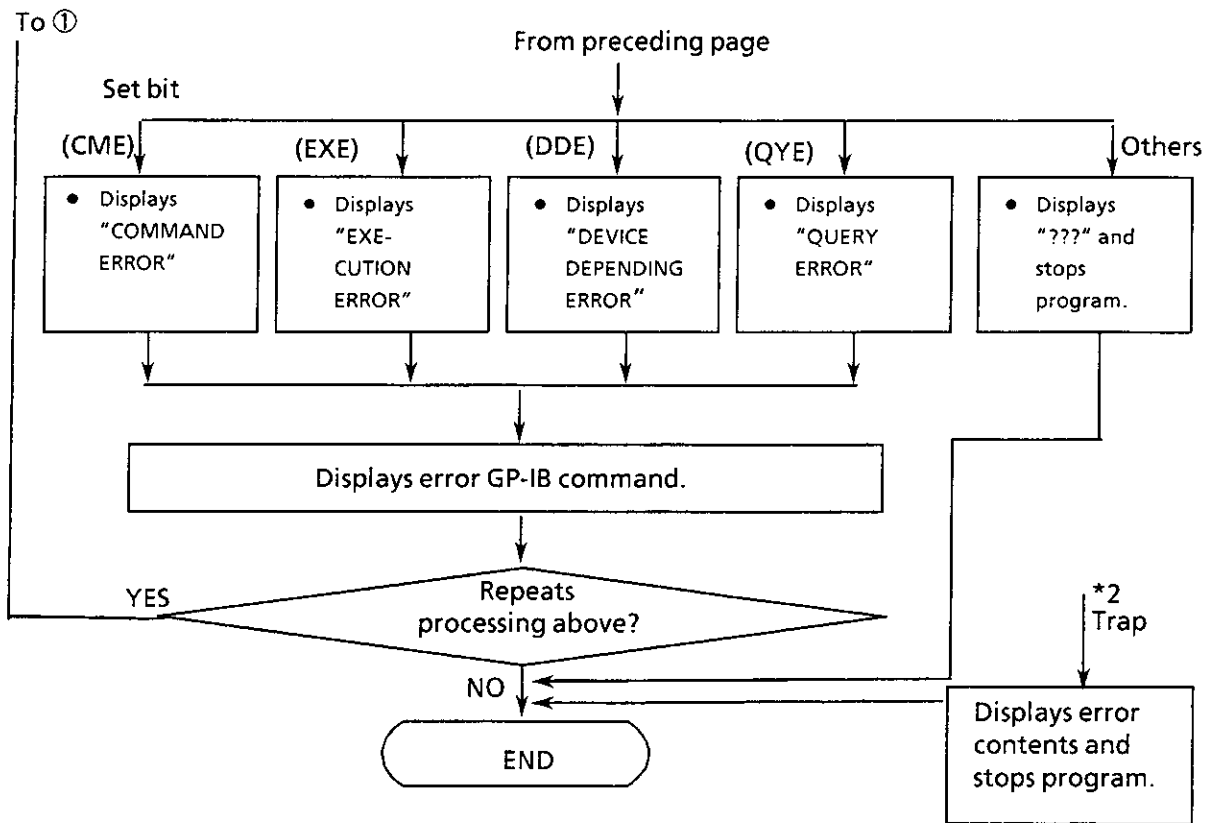 To ①
From preceding page
Set bit
(CME)
(EXE)
(DDE)
(QYE)
Others
● Displays
"COMMAND
ERROR"
● Displays
"EXE-
CUTION
ERROR"
● Displays
"DEVICE
DEPENDING
ERROR"
● Displays
"QUERY
ERROR"
● Displays
"???" and
stops
program.
Displays error GP-IB command.
YES
Repeats
processing above?
*2
Trap
NO
Displays error
contents and
stops program.
END